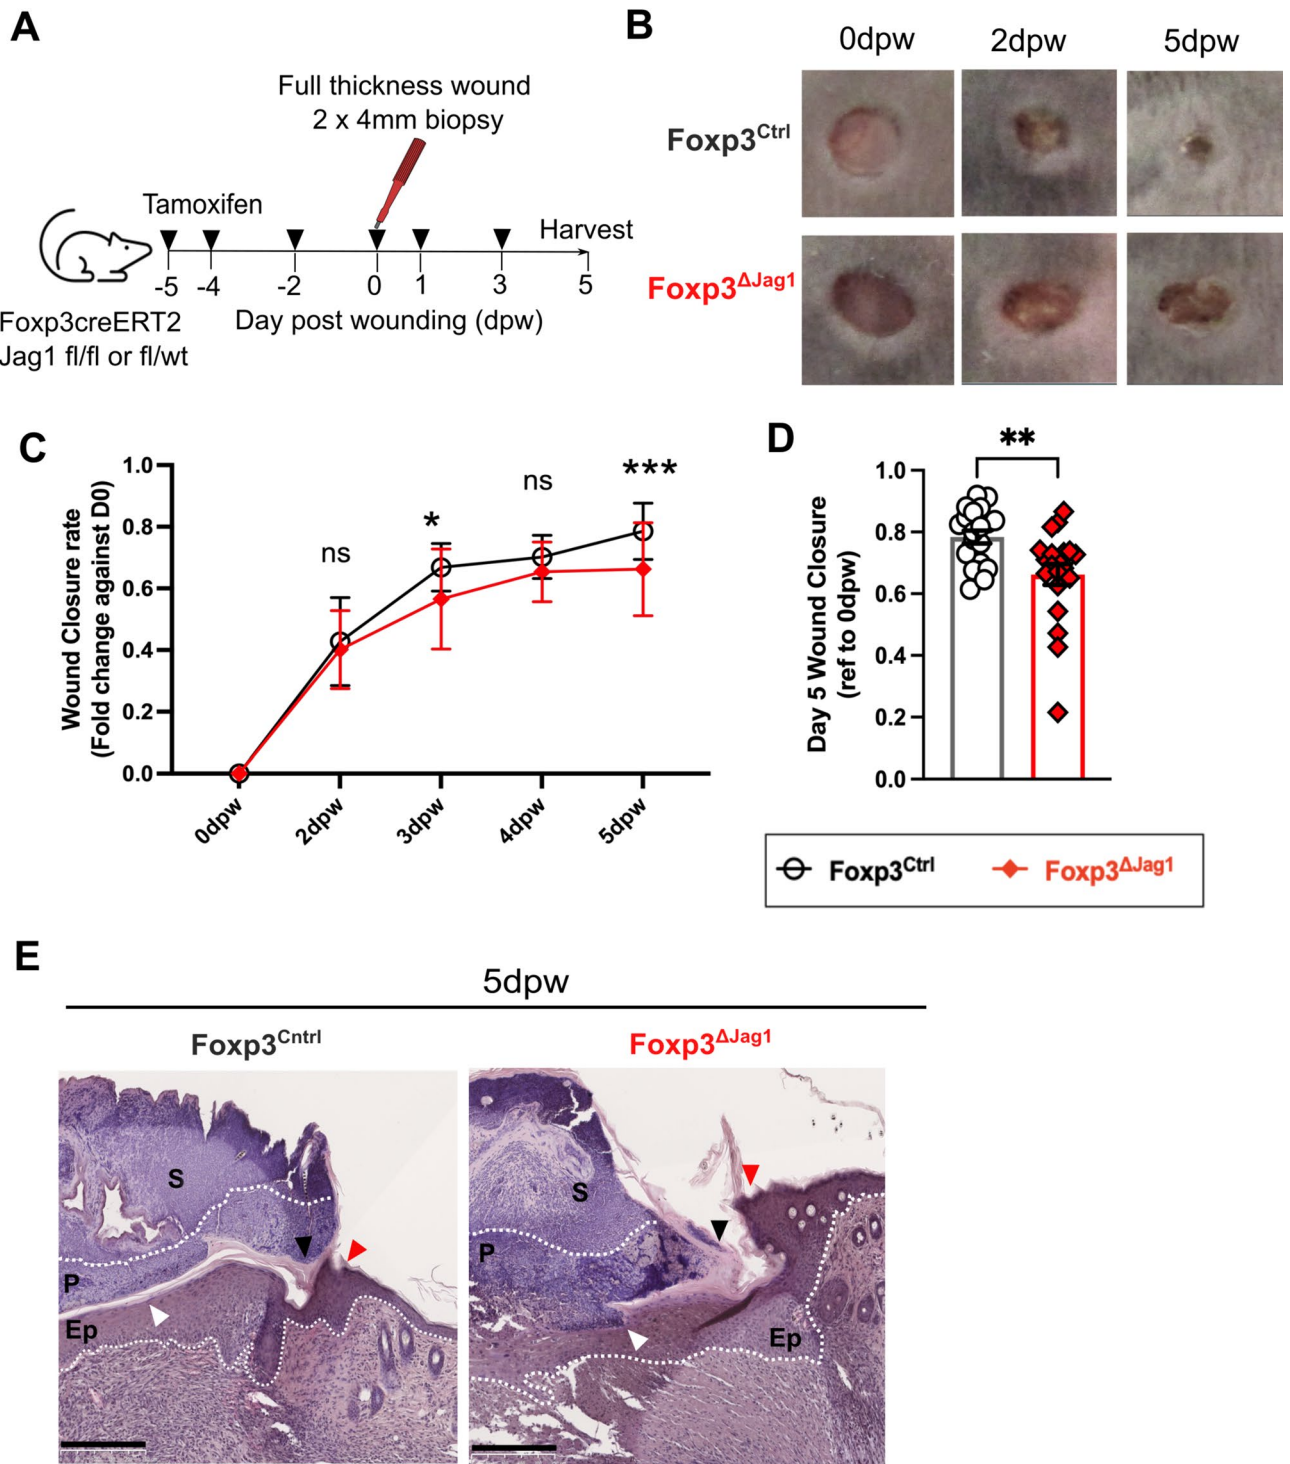 A
Full thickness wound
2 x 4mm biopsy
Tamoxifen
Harvest
-5 -4 -2 0 1 3 5
Day post wounding (dpw)
Foxp3creERT2
Jag1 fl/fl or fl/wt
B
0dpw 2dpw 5dpw
Foxp3Ctrl
Foxp3ΔJag1
C
Wound Closure rate
(Fold change against D0)
1.0
0.8
0.6
0.4
0.2
0.0
ns
*
ns
***
0dpw 2dpw 3dpw 4dpw 5dpw
D
**
Day 5 Wound Closure
(ref to 0dpw)
1.0
0.8
0.6
0.4
0.2
0.0
Foxp3Ctrl Foxp3ΔJag1
E
5dpw
Foxp3Cntrl Foxp3ΔJag1
S
P
Ep
S
P
Ep